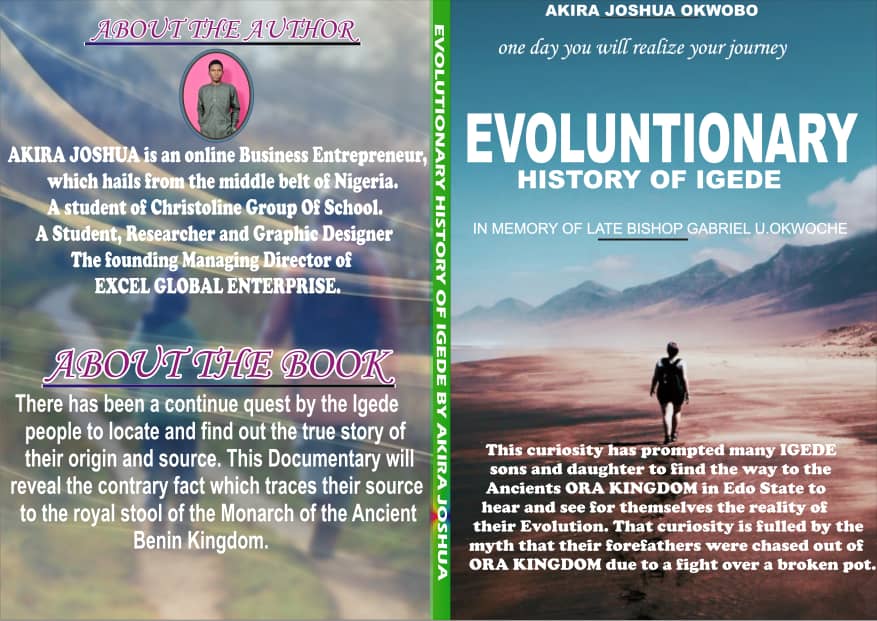 ABOUT THE AUTHOR
AKIRA JOSHUA is an online Business Entrepreneur,
which hails from the middle belt of Nigeria.
A student of Christoline Group Of School.
A Student, Researcher and Graphic Designer
The founding Managing Director of
EXCEL GLOBAL ENTERPRISE.
ABOUT THE BOOK
There has been a continue quest by the Igede
people to locate and find out the true story of
their origin and source. This Documentary will
reveal the contrary fact which traces their source
to the royal stool of the Monarch of the Ancient
Benin Kingdom.
EVOLUTIONARY HISTORY OF IGEDE BY AKIRA JOSHUA
AKIRA JOSHUA OKWOBO
one day you will realize your journey
EVOLUNTIONARY
HISTORY OF IGEDE
IN MEMORY OF LATE BISHOP GABRIEL U.OKWOCHE
This curiosity has prompted many IGEDE
sons and daughter to find the way to the
Ancients ORA KINGDOM in Edo State to
hear and see for themselves the reality of
their Evolution. That curiosity is fulled by the
myth that their forefathers were chased out of
ORA KINGDOM due to a fight over a broken pot.